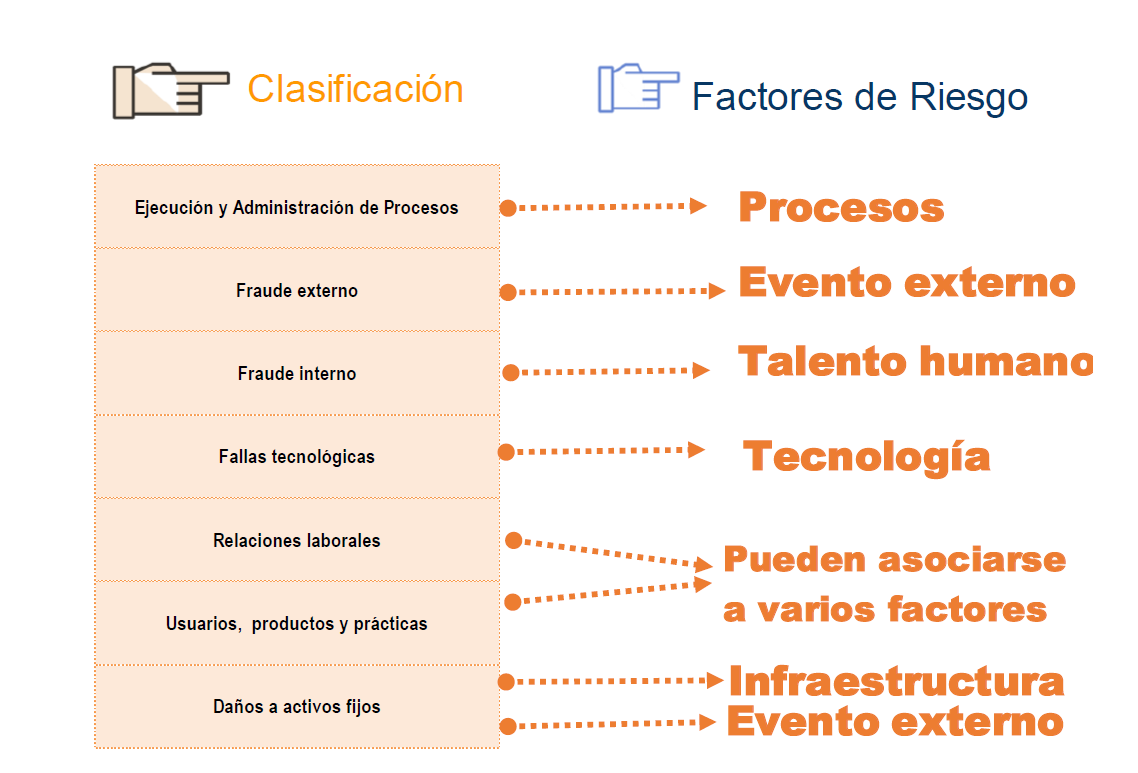 Clasificación
Factores de Riesgo
Ejecución y Administración de Procesos
Procesos
Fraude externo
Evento externo
Fraude interno
Talento humano
Fallas tecnológicas
Tecnología
Relaciones laborales
Pueden asociarse
a varios factores
Usuarios, productos y prácticas
Daños a activos fijos
Infraestructura
Evento externo